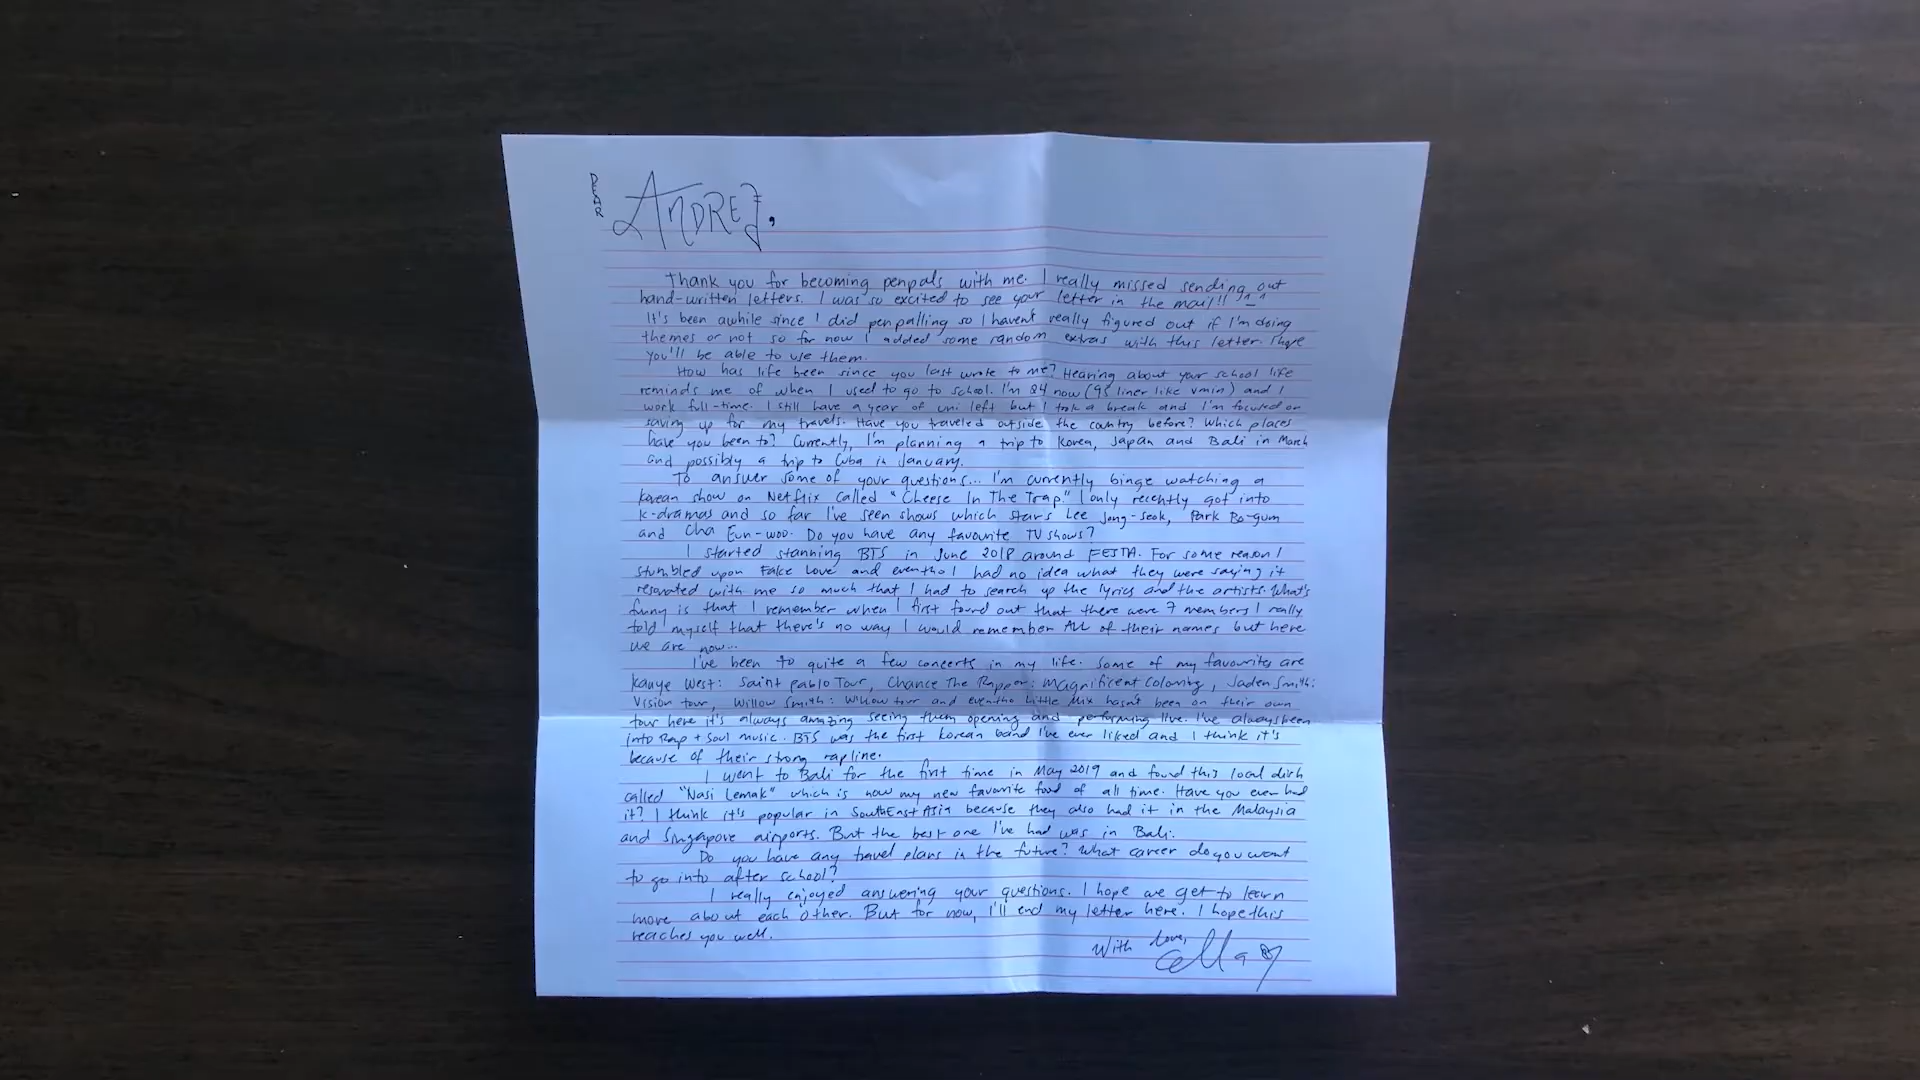 DEAR ANDREJ,
Thank you for becoming penpals with me. I really missed sending out
hand-written letters. I was so excited to see your letter in the mail!! ^_^
It's been awhile since I did penpalling so I haven't really figured out if I'm doing
themes or not so for now I added some random extras with this letter. I hope
you'll be able to use them.
How has life been since you last wrote to me? Hearing about your school life
reminds me of when I used to go to school. I'm 24 now (95 liner like vmin) and I
work full-time. I still have a year of uni left but I took a break and I'm focused on
saving up for my travels. Have you traveled outside the country before? Which places
have you been to? Currently, I'm planning a trip to Korea, Japan and Bali in March
and possibly a trip to Cuba in January.
To answer some of your questions... I'm currently binge watching a
Korean show on Netflix called "Cheese In The Trap." I only recently got into
K-dramas and so far I've seen shows which stars Lee Jong-seok, Park Bo-gum
and Cha Eun-woo. Do you have any favourite TV shows?
I started stanning BTS in June 2018 around FESTA. For some reason I
stumbled upon Fake Love and eventho I had no idea what they were saying it
resonated with me so much that I had to search up the lyrics and the artists. What's
funny is that I remember when I first found out that there were 7 members I really
told myself that there's no way I would remember ALL of their names but here
we are now...
I've been to quite a few concerts in my life. Some of my favourites are
Kanye West: Saint Pablo Tour, Chance The Rapper: Magnificent Coloring, Jaden Smith:
Vision tour, Willow Smith: Willow tour and eventho Little Mix hasn't been on their own
tour here it's always amazing seeing them opening and performing live. I've always been
into Rap + Soul music. BTS was the first Korean band I've ever liked and I think it's
because of their strong rapline.
I went to Bali for the first time in May 2019 and found this local dish
called "Nasi Lemak" which is now my new favourite food of all time. Have you ever had
it? I think it's popular in SouthEast Asia because they also had it in the Malaysia
and Singapore airports. But the best one I've had was in Bali.
Do you have any travel plans in the future? What career do you want
to go into after school?
I really enjoyed answering your questions. I hope we get to learn
more about each other. But for now, I'll end my letter here. I hope this
reaches you well.
With Love,
Ella